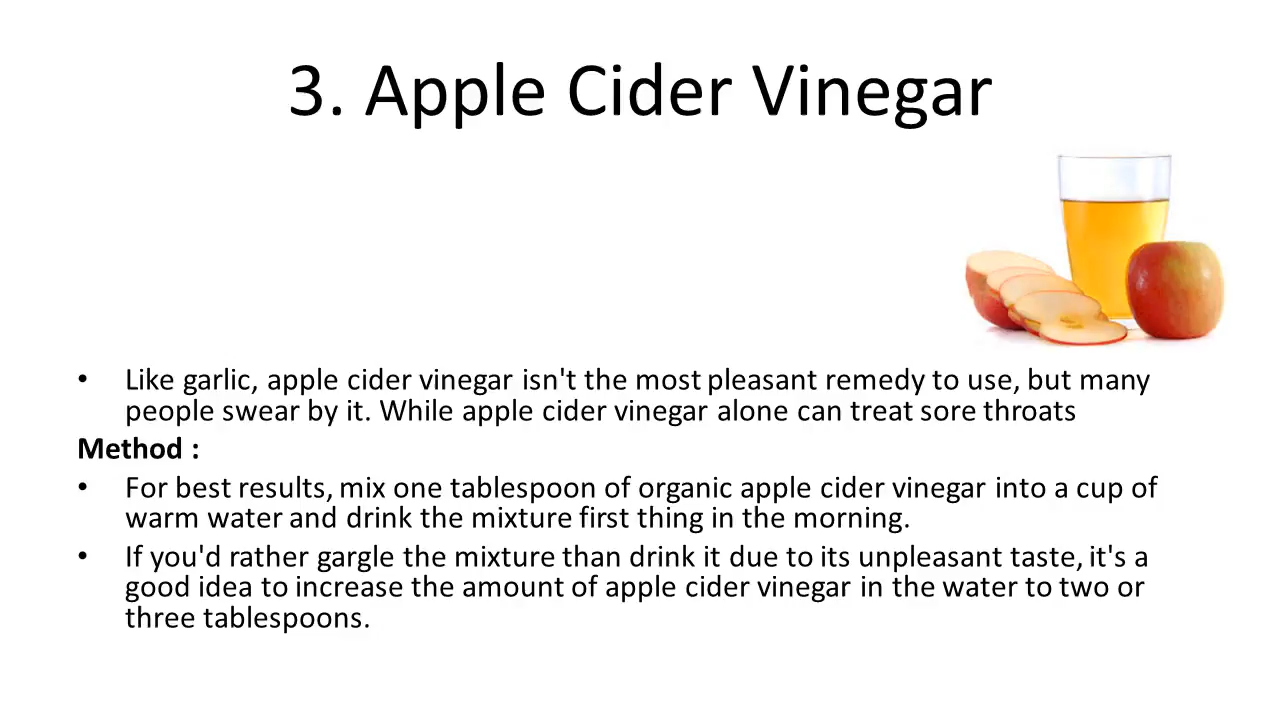 3. Apple Cider Vinegar
• Like garlic, apple cider vinegar isn't the most pleasant remedy to use, but many
people swear by it. While apple cider vinegar alone can treat sore throats
Method :
• For best results, mix one tablespoon of organic apple cider vinegar into a cup of
warm water and drink the mixture first thing in the morning.
• If you'd rather gargle the mixture than drink it due to its unpleasant taste, it's a
good idea to increase the amount of apple cider vinegar in the water to two or
three tablespoons.